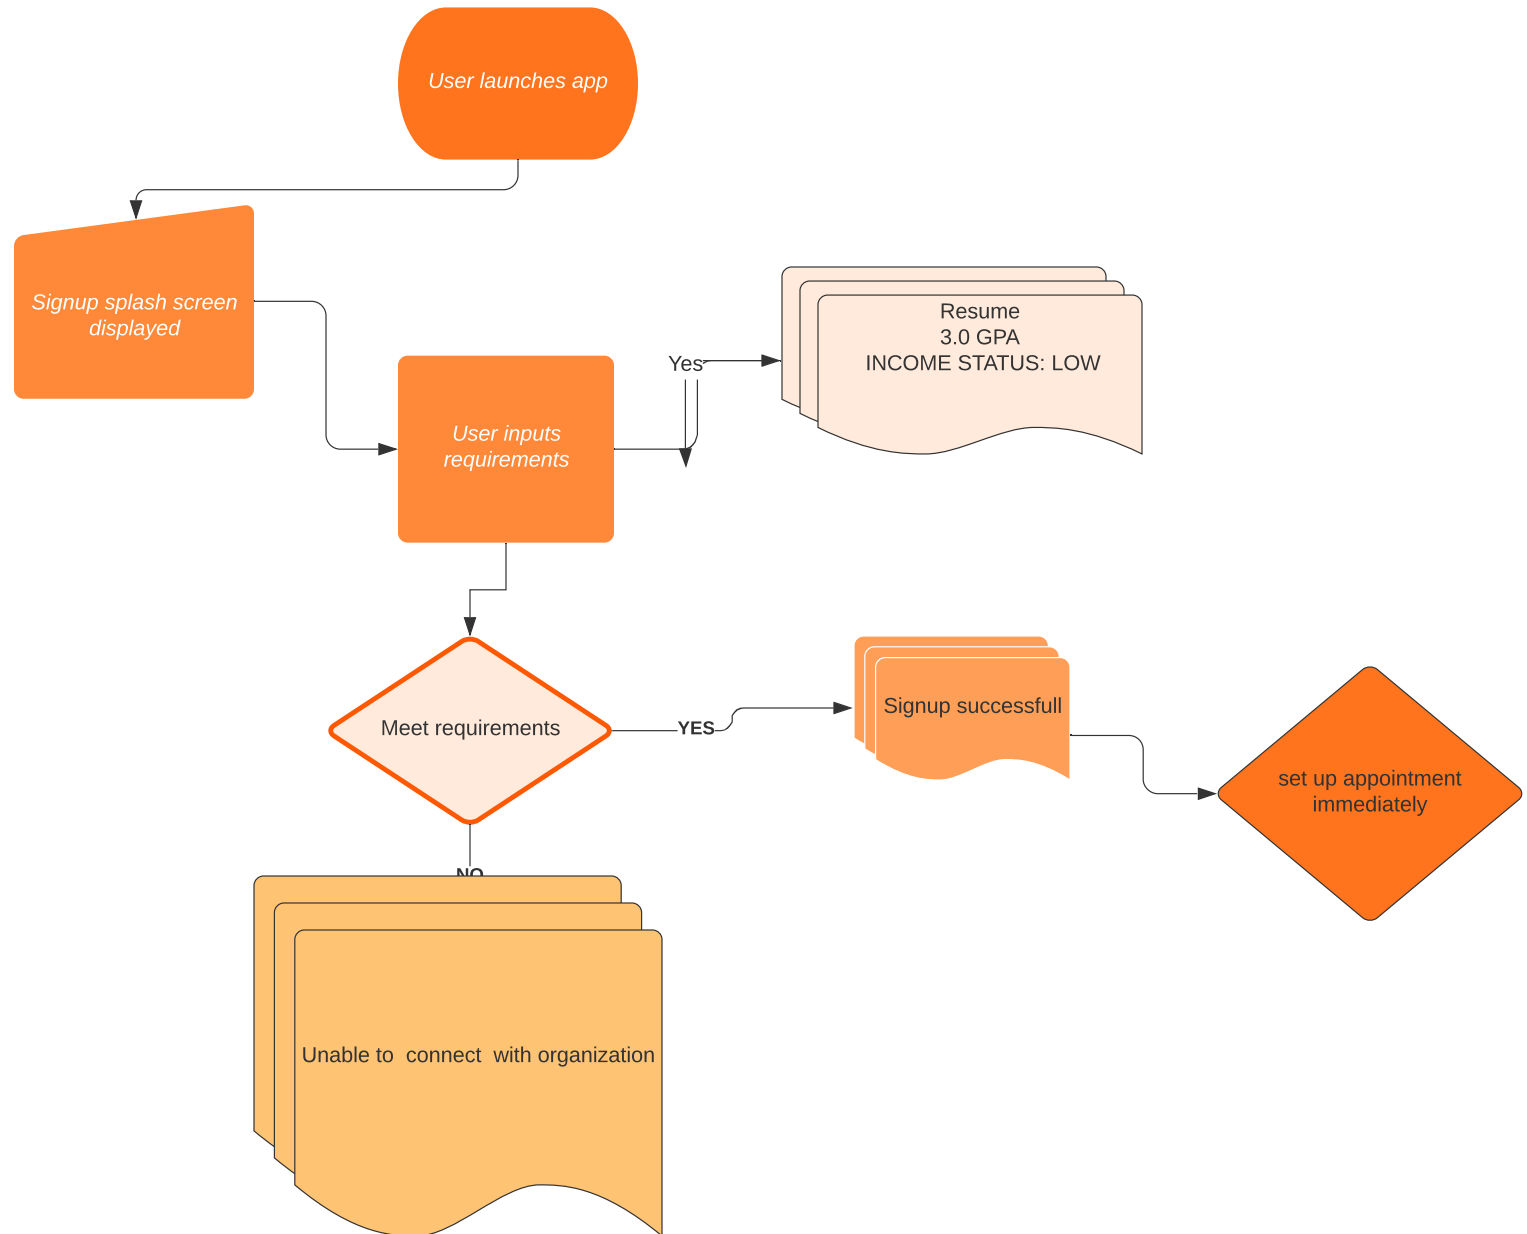 User launches app
Signup splash screen
displayed
Resume
3.0 GPA
INCOME STATUS: LOW
Yes
User inputs
requirements
Meet requirements
YES
Signup successfull
set up appointment
immediately
NO
Unable to  connect  with organization